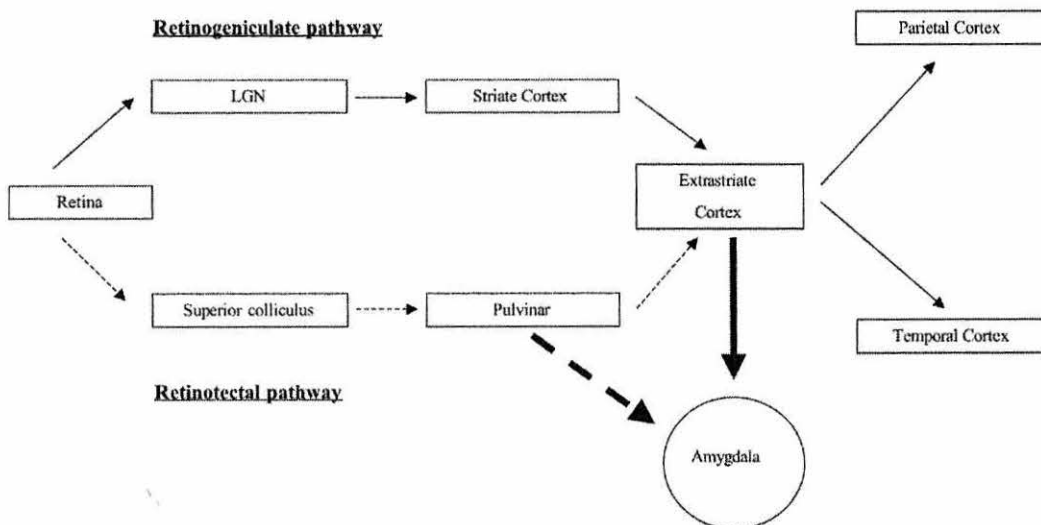 Retinogeniculate pathway
Parietal Cortex
LGN
Striate Cortex
Retina
Extrastriate
Cortex
Superior colliculus
Pulvinar
Temporal Cortex
Retinotectal pathway
Amygdala